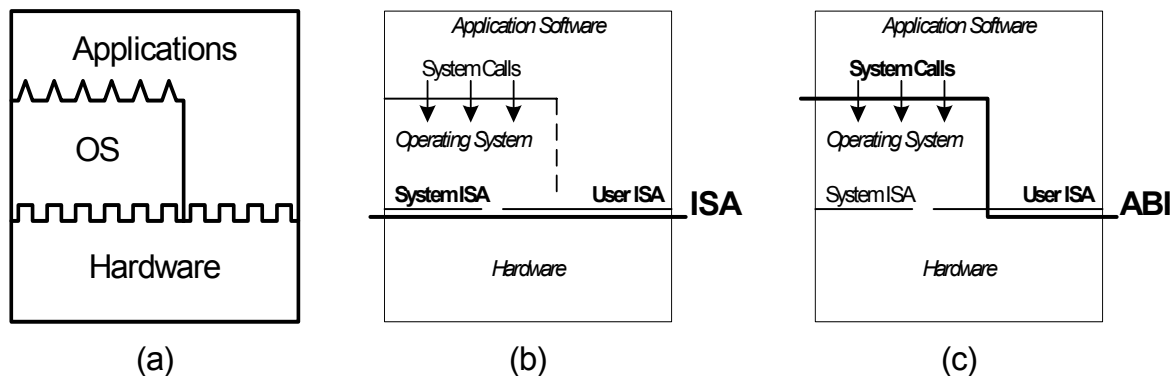 Applications
OS
Hardware
(a)
Application Software
System Calls
Operating System
System ISA
User ISA
ISA
Hardware
(b)
Application Software
System Calls
Operating System
System ISA
User ISA
ABI
Hardware
(c)